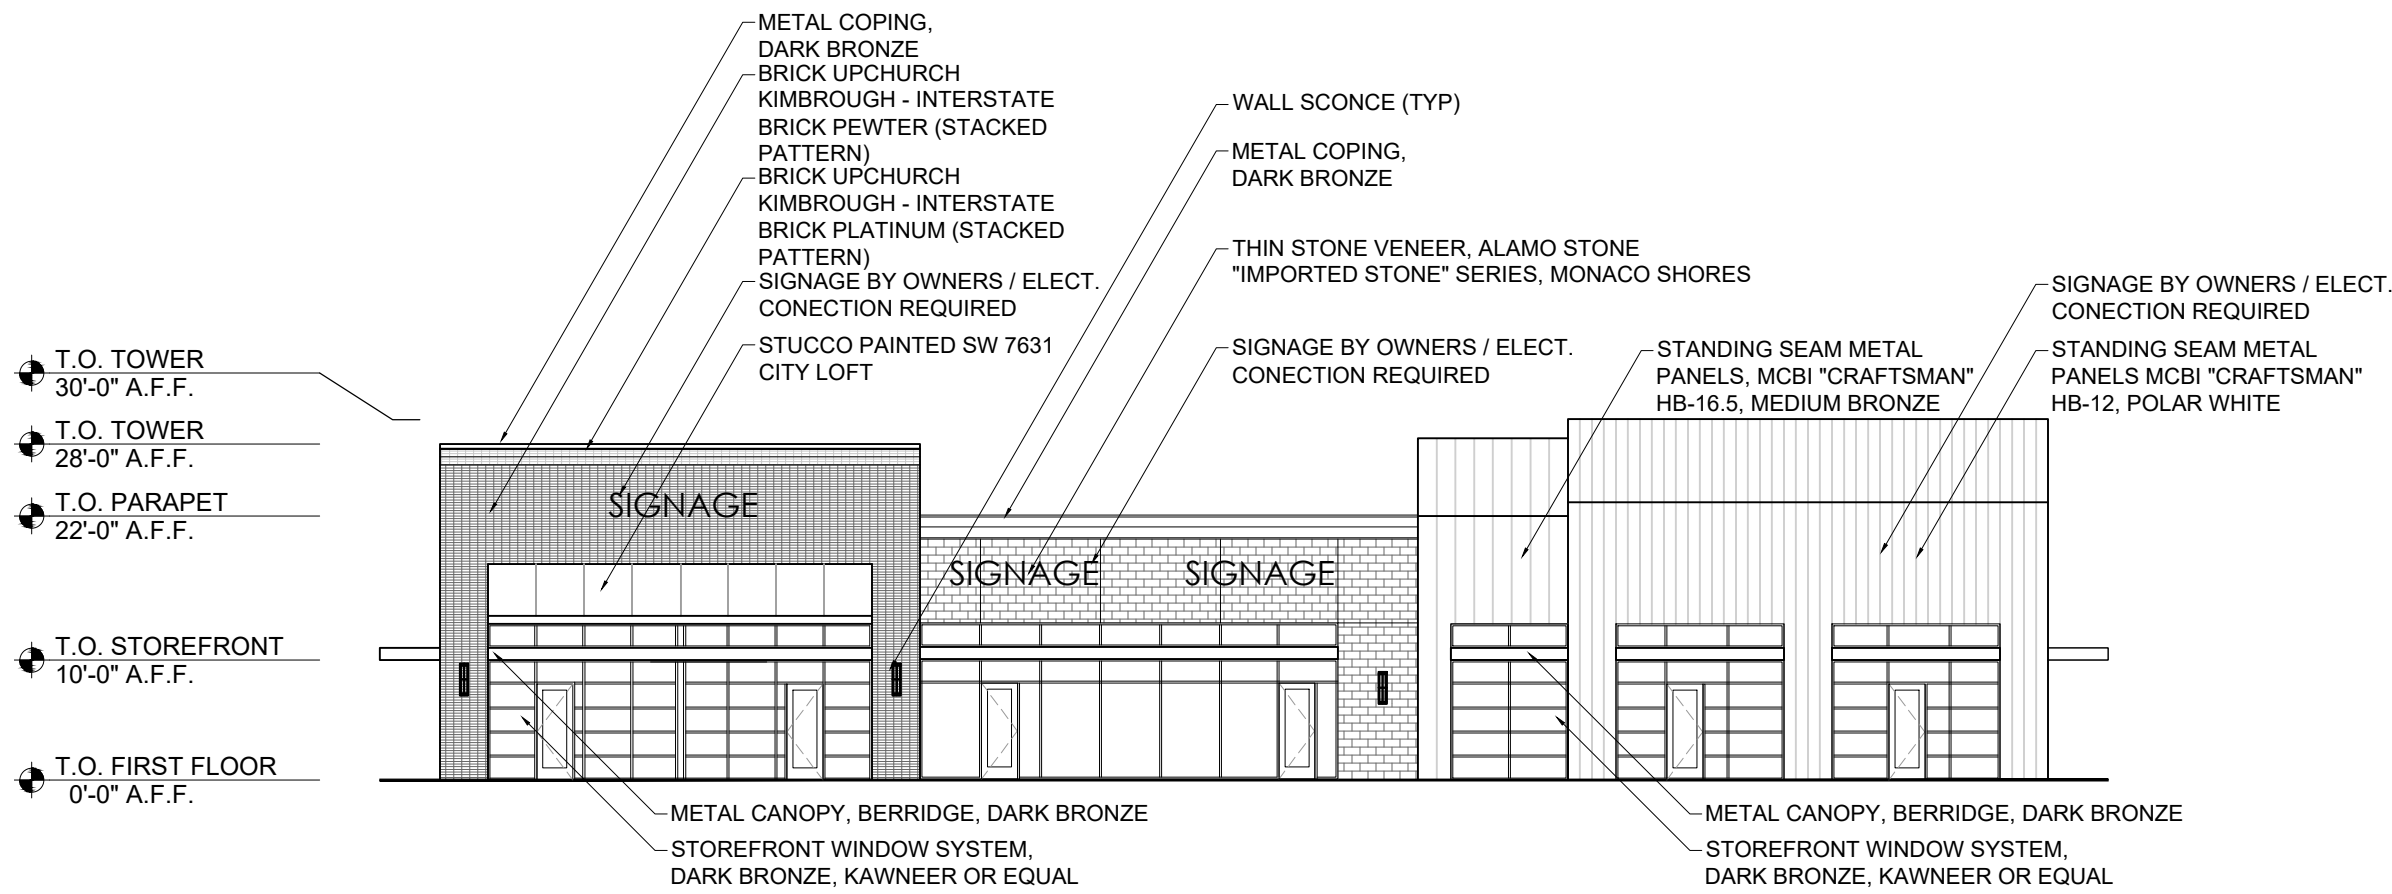 METAL COPING,
DARK BRONZE
BRICK UPCHURCH
KIMBROUGH - INTERSTATE
BRICK PEWTER (STACKED
PATTERN)
BRICK UPCHURCH
KIMBROUGH - INTERSTATE
BRICK PLATINUM (STACKED
PATTERN)
SIGNAGE BY OWNERS / ELECT.
CONECTION REQUIRED
STUCCO PAINTED SW 7631
CITY LOFT
WALL SCONCE (TYP)
METAL COPING,
DARK BRONZE
THIN STONE VENEER, ALAMO STONE
"IMPORTED STONE" SERIES, MONACO SHORES
SIGNAGE BY OWNERS / ELECT.
CONECTION REQUIRED
STANDING SEAM METAL
PANELS, MCBI "CRAFTSMAN"
HB-16.5, MEDIUM BRONZE
SIGNAGE BY OWNERS / ELECT.
CONECTION REQUIRED
STANDING SEAM METAL
PANELS MCBI "CRAFTSMAN"
HB-12, POLAR WHITE
T.O. TOWER
30'-0" A.F.F.
T.O. TOWER
28'-0" A.F.F.
T.O. PARAPET
22'-0" A.F.F.
T.O. STOREFRONT
10'-0" A.F.F.
T.O. FIRST FLOOR
0'-0" A.F.F.
SIGNAGE
SIGNAGE
SIGNAGE
METAL CANOPY, BERRIDGE, DARK BRONZE
STOREFRONT WINDOW SYSTEM,
DARK BRONZE, KAWNEER OR EQUAL
METAL CANOPY, BERRIDGE, DARK BRONZE
STOREFRONT WINDOW SYSTEM,
DARK BRONZE, KAWNEER OR EQUAL